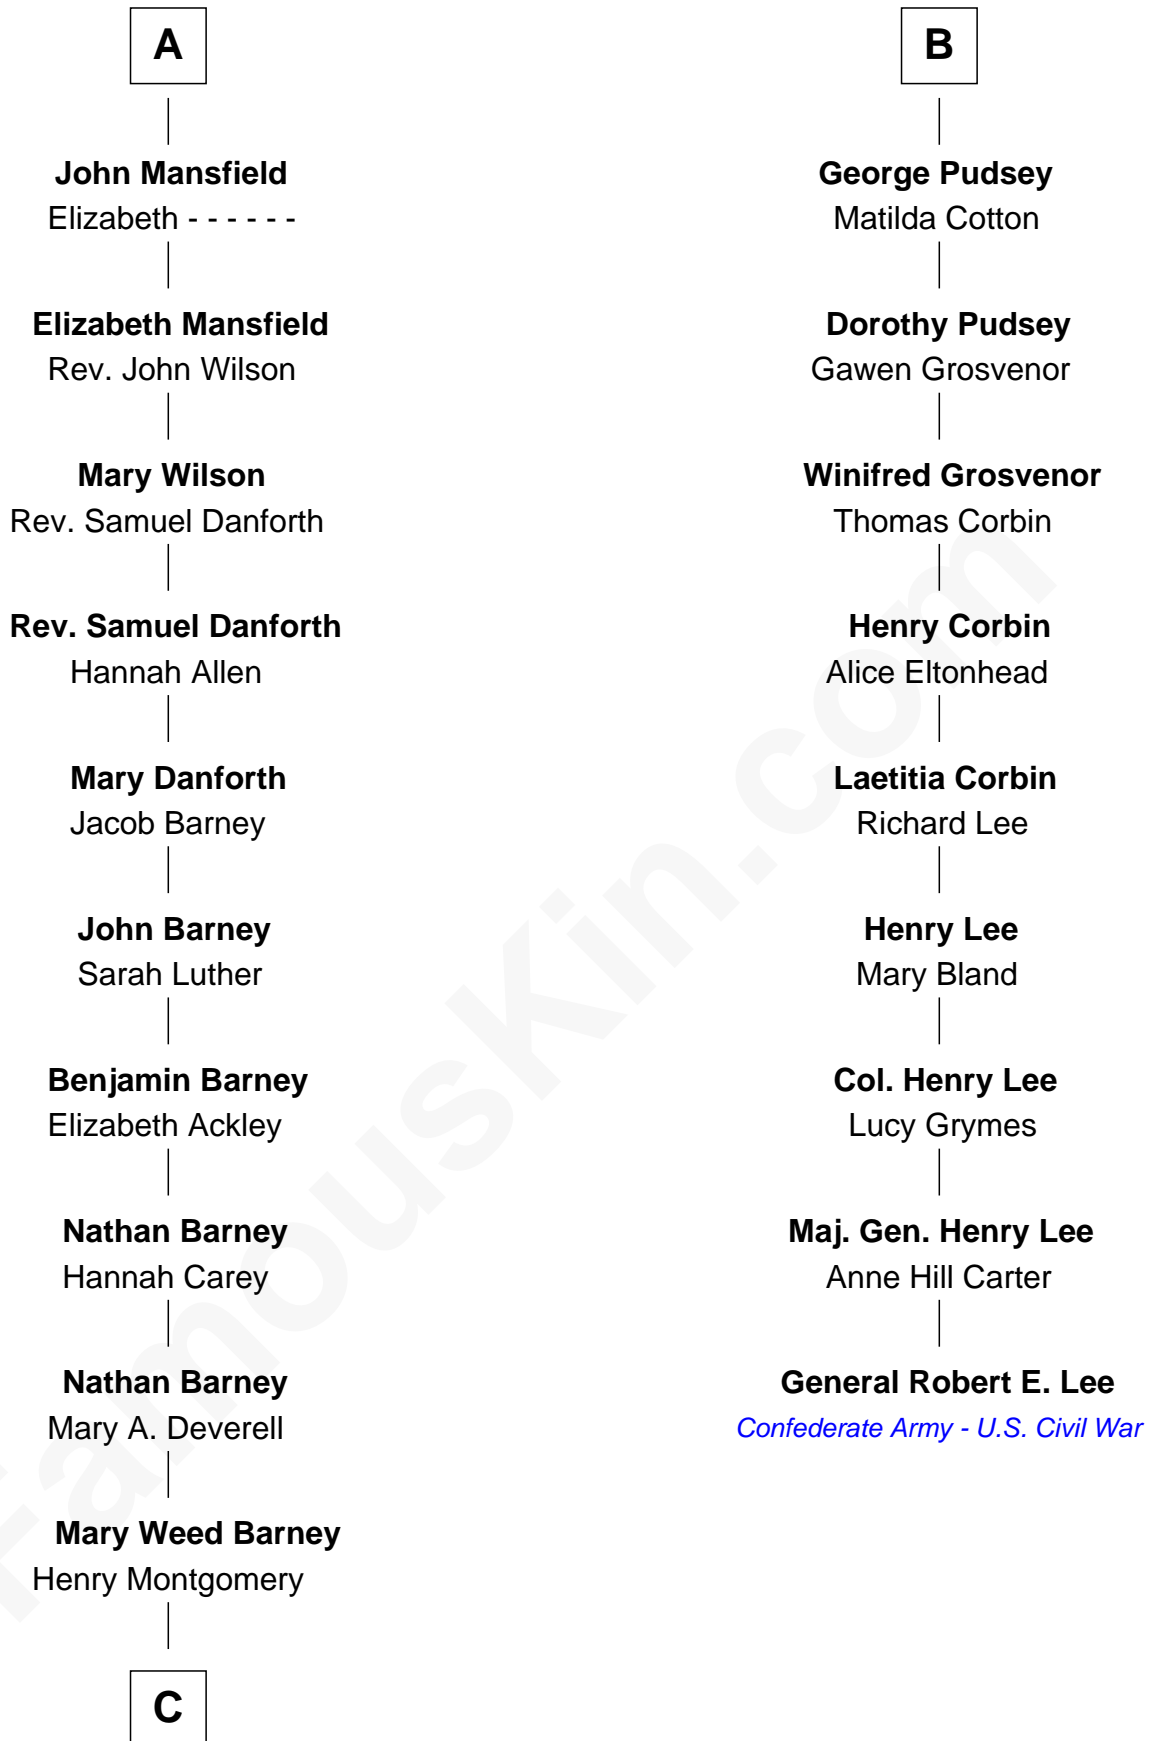 A
John Mansfield
Elizabeth - - - - - -
Elizabeth Mansfield
Rev. John Wilson
Mary Wilson
Rev. Samuel Danforth
Rev. Samuel Danforth
Hannah Allen
Mary Danforth
Jacob Barney
John Barney
Sarah Luther
Benjamin Barney
Elizabeth Ackley
Nathan Barney
Hannah Carey
Nathan Barney
Mary A. Deverell
Mary Weed Barney
Henry Montgomery
C
B
George Pudsey
Matilda Cotton
Dorothy Pudsey
Gawen Grosvenor
Winifred Grosvenor
Thomas Corbin
Henry Corbin
Alice Eltonhead
Laetitia Corbin
Richard Lee
Henry Lee
Mary Bland
Col. Henry Lee
Lucy Grymes
Maj. Gen. Henry Lee
Anne Hill Carter
General Robert E. Lee
Confederate Army - U.S. Civil War
FamousKin.com